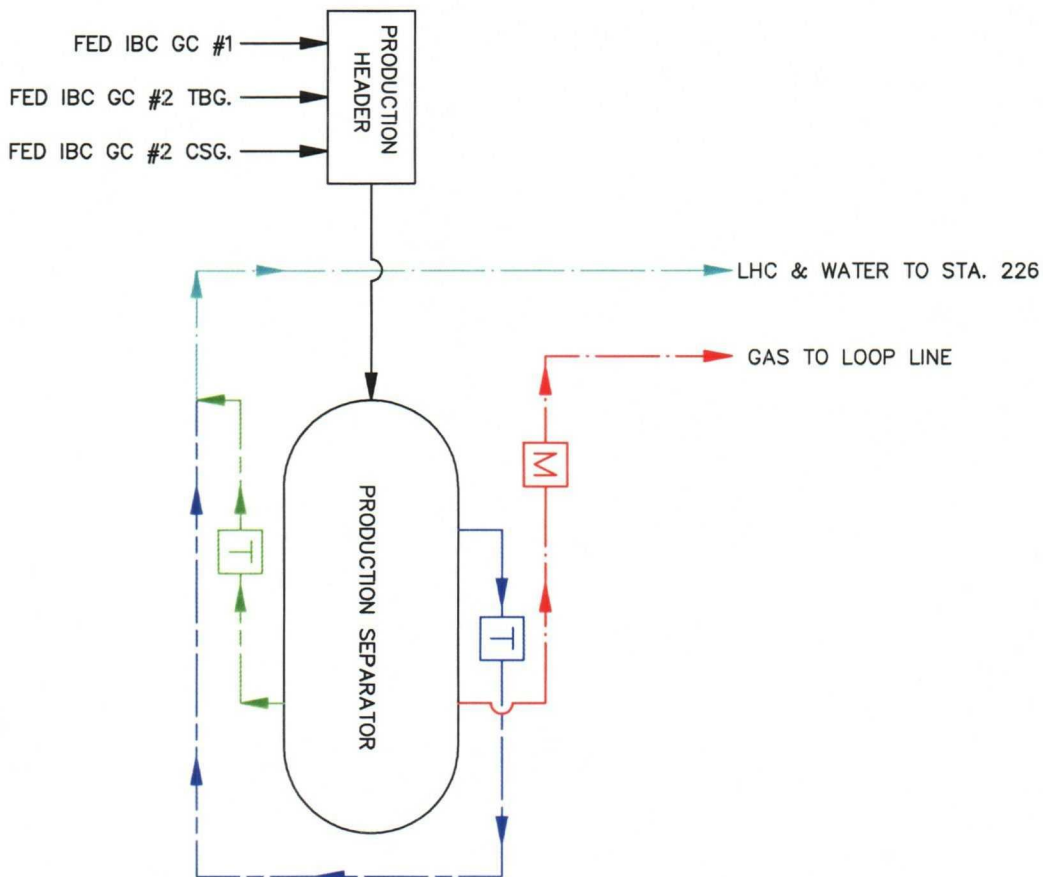 FED IBC GC #1
FED IBC GC #2 TBG.
FED IBC GC #2 CSG.
PRODUCTION
HEADER
LHC & WATER TO STA. 226
GAS TO LOOP LINE
M
T
T
PRODUCTION SEPARATOR